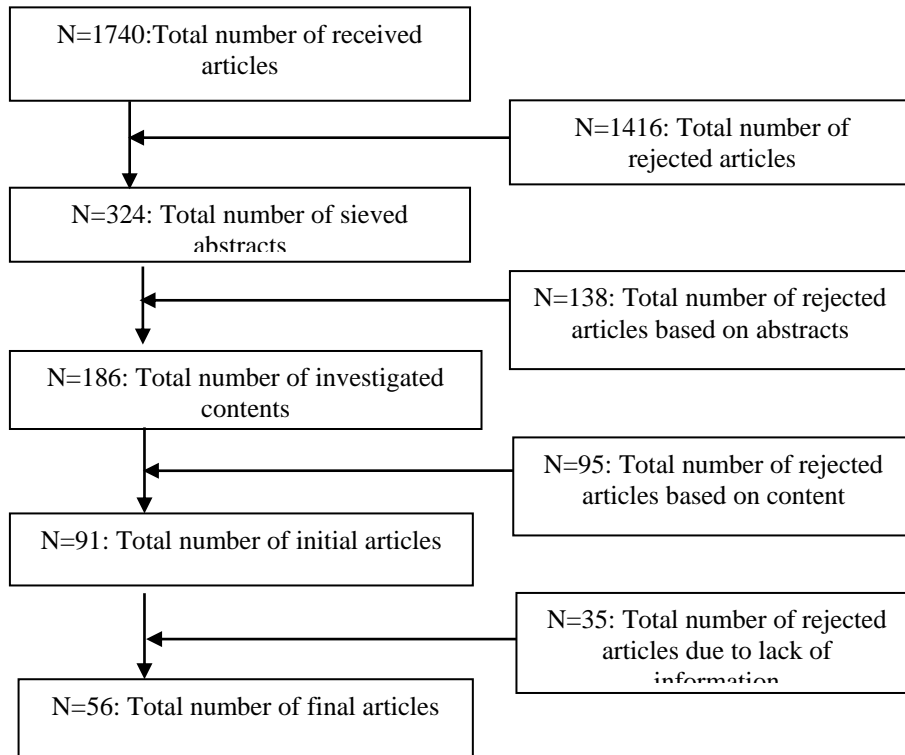 N=1740:Total number of received
articles
N=1416: Total number of
rejected articles
N=324: Total number of sieved
abstracts
N=138: Total number of rejected
articles based on abstracts
N=186: Total number of investigated
contents
N=95: Total number of rejected
articles based on content
N=91: Total number of initial articles
N=35: Total number of rejected
articles due to lack of
information
N=56: Total number of final articles